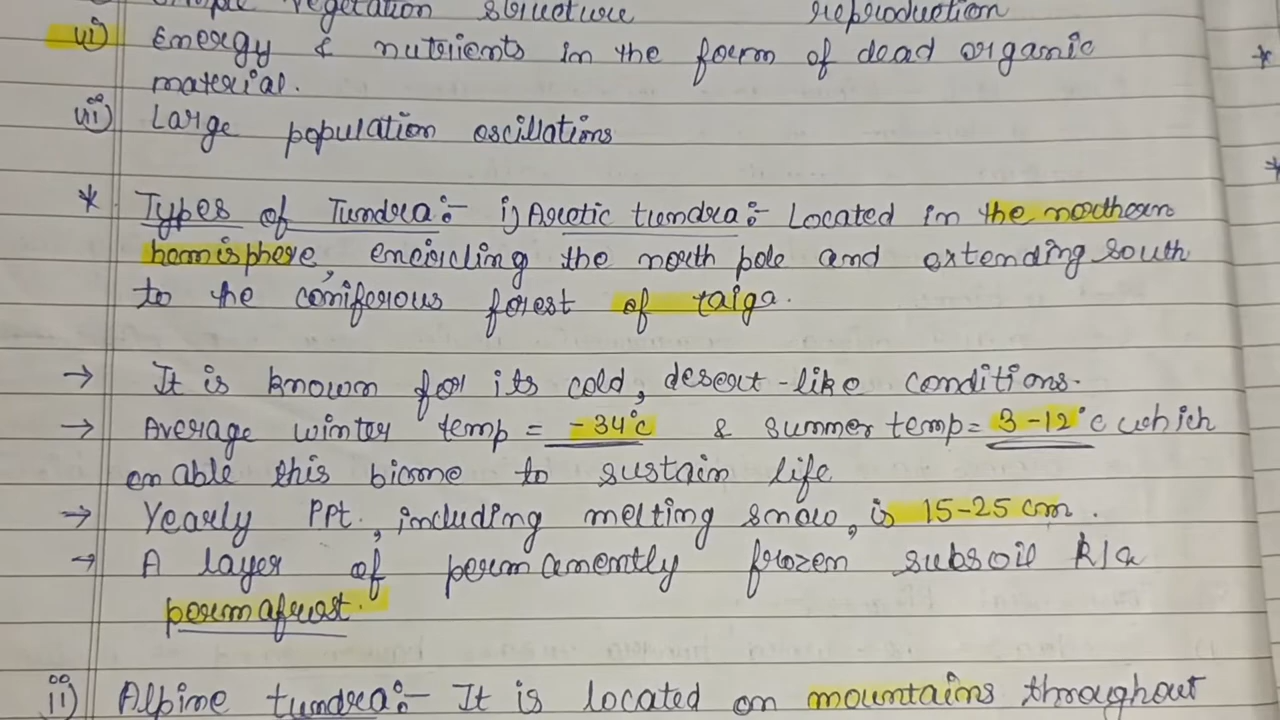 vegetation structure reproduction
vi) Energy & nutrients in the form of dead organic
material.
vii) Large population oscillations
* Types of Tundra:- i) Arctic tundra:- Located in the northern
hemisphere, encircling the north pole and extending south
to the coniferous forest of taiga.
→ It is known for its cold, desert-like conditions.
→ Average winter temp = -34°c & summer temp= 3-12°c which
enable this biome to sustain life
→ Yearly PPt., including melting snow, is 15-25 cm.
→ A layer of permanently frozen subsoil k/a
permafrost.
ii) Alpine tundra:- It is located on mountains throughout